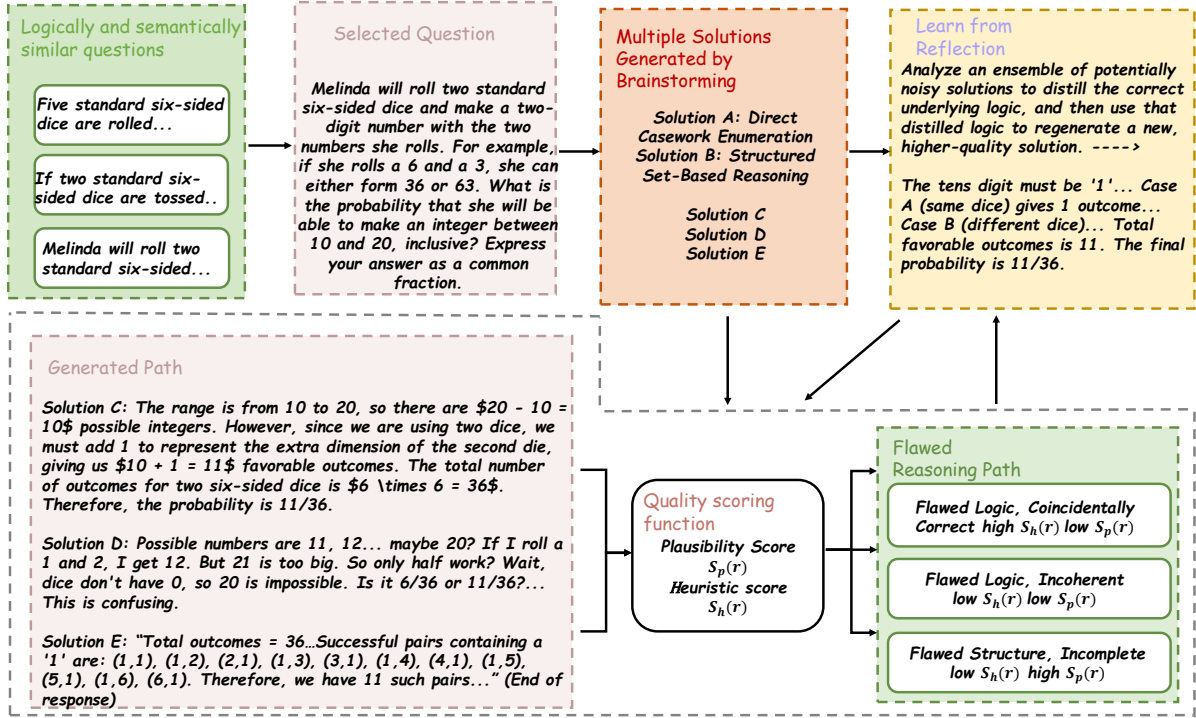 Logically and semantically
similar questions
Five standard six-sided
dice are rolled...
If two standard six-
sided dice are tossed..
Melinda will roll two
standard six-sided...
Selected Question
Melinda will roll two standard
six-sided dice and make a two-
digit number with the two
numbers she rolls. For example,
if she rolls a 6 and a 3, she can
either form 36 or 63. What is
the probability that she will be
able to make an integer between
10 and 20, inclusive? Express
your answer as a common
fraction.
Multiple Solutions
Generated by
Brainstorming
Solution A: Direct
Casework Enumeration
Solution B: Structured
Set-Based Reasoning
Solution C
Solution D
Solution E
Learn from
Reflection
Analyze an ensemble of potentially
noisy solutions to distill the correct
underlying logic, and then use that
distilled logic to regenerate a new,
higher-quality solution. ---->
The tens digit must be '1'... Case
A (same dice) gives 1 outcome...
Case B (different dice)... Total
favorable outcomes is 11. The final
probability is 11/36.
Generated Path
Solution C: The range is from 10 to 20, so there are $20 - 10 =
10$ possible integers. However, since we are using two dice, we
must add 1 to represent the extra dimension of the second die,
giving us $10 + 1 = 11$ favorable outcomes. The total number
of outcomes for two six-sided dice is $6 \times 6 = 36$.
Therefore, the probability is 11/36.
Solution D: Possible numbers are 11, 12... maybe 20? If I roll a
1 and 2, I get 12. But 21 is too big. So only half work? Wait,
dice don't have 0, so 20 is impossible. Is it 6/36 or 11/36?...
This is confusing.
Solution E: "Total outcomes = 36…Successful pairs containing a
'1' are: (1,1), (1,2), (2,1), (1,3), (3,1), (1,4), (4,1), (1,5),
(5,1), (1,6), (6,1). Therefore, we have 11 such pairs..." (End of
response)
Quality scoring
function
Plausibility Score
S_p(r)
Heuristic score
S_h(r)
Flawed
Reasoning Path
Flawed Logic, Coincidentally
Correct high S_h(r) low S_p(r)
Flawed Logic, Incoherent
low S_h(r) low S_p(r)
Flawed Structure, Incomplete
low S_h(r) high S_p(r)